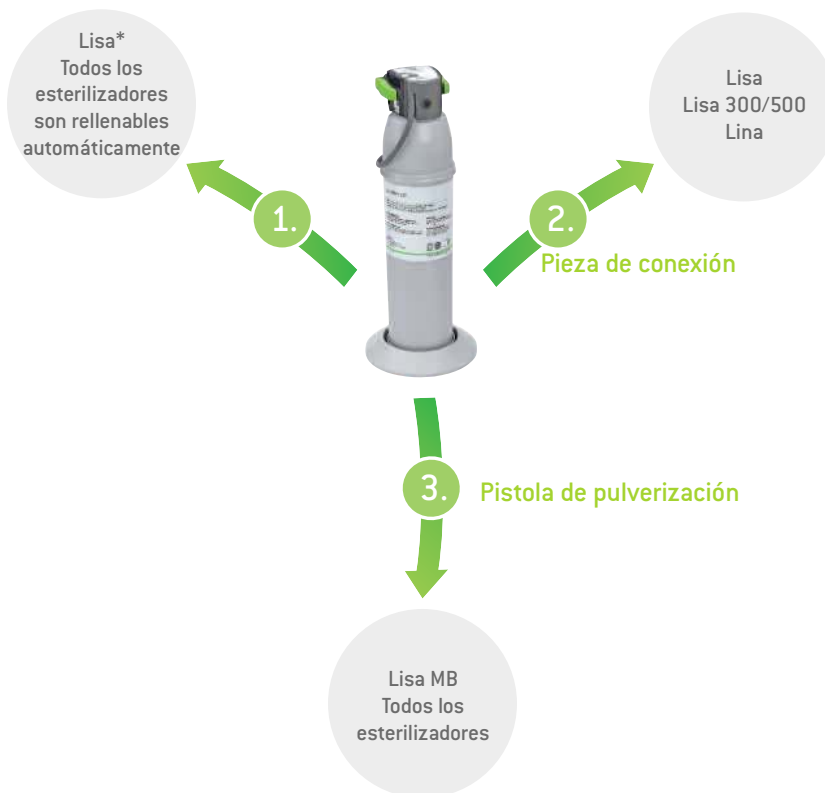 Lisa*
Todos los
esterilizadores
son rellenables
automáticamente
Lisa
Lisa 300/500
Lina
1.
2.
Pieza de conexión
3.
Pistola de pulverización
Lisa MB
Todos los
esterilizadores